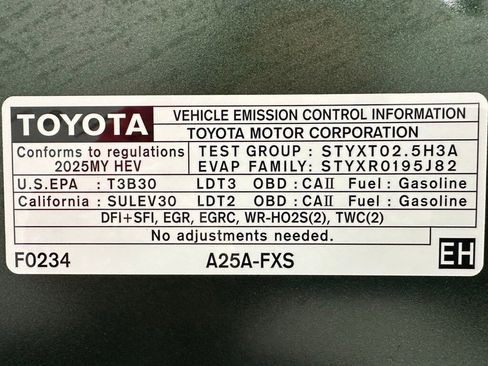 TOYOTA
VEHICLE EMISSION CONTROL INFORMATION
TOYOTA MOTOR CORPORATION
Conforms to regulations
2025MY HEV
TEST GROUP : STYXT02.5H3A
EVAP FAMILY: STYXR0195J82
U.S.EPA : T3B30 LDT3 OBD : CAII Fuel : Gasoline
California : SULEV30 LDT2 OBD : CAII Fuel : Gasoline
DFI+SFI, EGR, EGRC, WR-HO2S(2), TWC(2)
No adjustments needed.
F0234 A25A-FXS EH